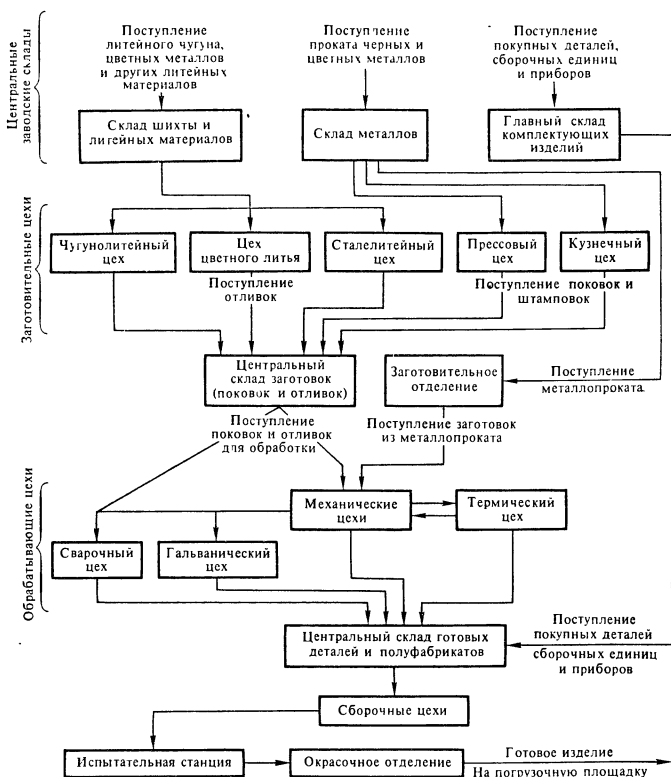 Центральные
заводские склады
Поступление
литейного чугуна,
цветных металлов
и других литейных
материалов
Поступление
проката черных и
цветных металлов
Поступление
покупных деталей,
сборочных единиц
и приборов
Склад шихты и
литейных материалов
Склад металлов
Главный склад
комплектующих
изделий
Заготовительные цехи
Чугунолитейный
цех
Цех
цветного литья
Сталелитейный
цех
Прессовый
цех
Кузнечный
цех
Поступление
отливок
Поступление поковок и
штамповок
Центральный
склад заготовок
(поковок и отливок)
Заготовительное
отделение
Поступление
металлопроката
Поступление
поковок и отливок
для обработки
Поступление заготовок
из металлопроката
Обрабатывающие цехи
Механические
цехи
Термический
цех
Сварочный
цех
Гальванический
цех
Центральный склад готовых
деталей и полуфабрикатов
Поступление
покупных деталей
сборочных единиц
и приборов
Сборочные цехи
Испытательная станция
Окрасочное отделение
Готовое изделие
На погрузочную площадку